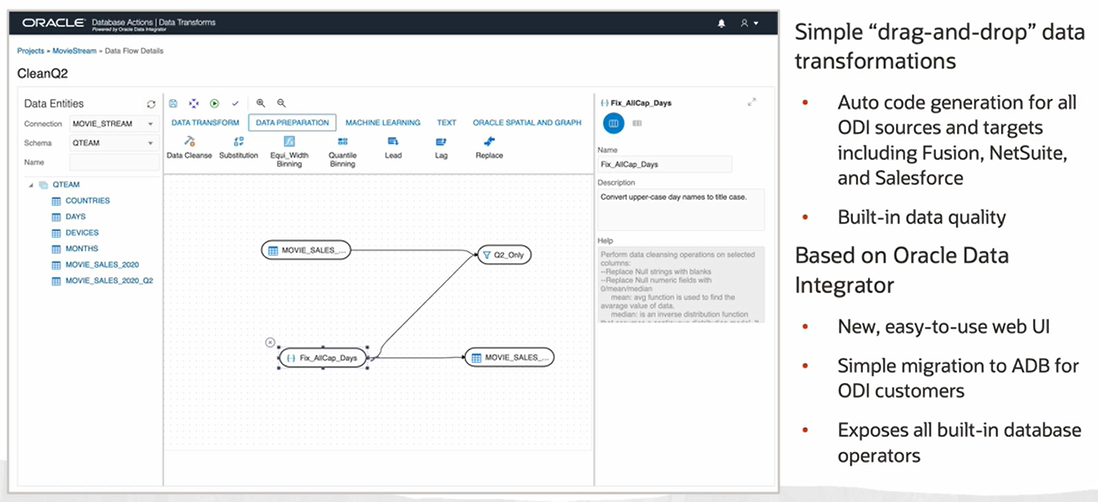 ORACLE Database Actions | Data Transforms
Powered by Oracle Data Integrator
Projects » MovieStream » Data Flow Details
CleanQ2
Data Entities
Connection MOVIE_STREAM
Schema QTEAM
Name
QTEAM
COUNTRIES
DAYS
DEVICES
MONTHS
MOVIE_SALES_2020
MOVIE_SALES_2020_Q2
DATA TRANSFORM DATA PREPARATION MACHINE LEARNING TEXT ORACLE SPATIAL AND GRAPH
Data Cleanse Substitution Equi_Width Quantile Lead Lag Replace
Binning Binning
MOVIE_SALES_...
Q2_Only
Fix_AllCap_Days
MOVIE_SALES_...
Fix_AllCap_Days
Name
Fix_AllCap_Days
Description
Convert upper-case day names to title case.
Help
Perform data cleansing operations on selected
columns:
--Replace Null strings with blanks
--Replace Null numeric fields with
0/mean/median
mean: avg function is used to find the
avarage value of data.
median: is an inverse distribution function
Simple “drag-and-drop” data
transformations
• Auto code generation for all
ODI sources and targets
including Fusion, NetSuite,
and Salesforce
• Built-in data quality
Based on Oracle Data
Integrator
• New, easy-to-use web UI
• Simple migration to ADB for
ODI customers
• Exposes all built-in database
operators